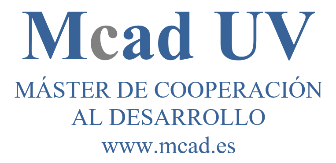 Mcad UV
MÁSTER DE COOPERACIÓN
AL DESARROLLO
www.mcad.es